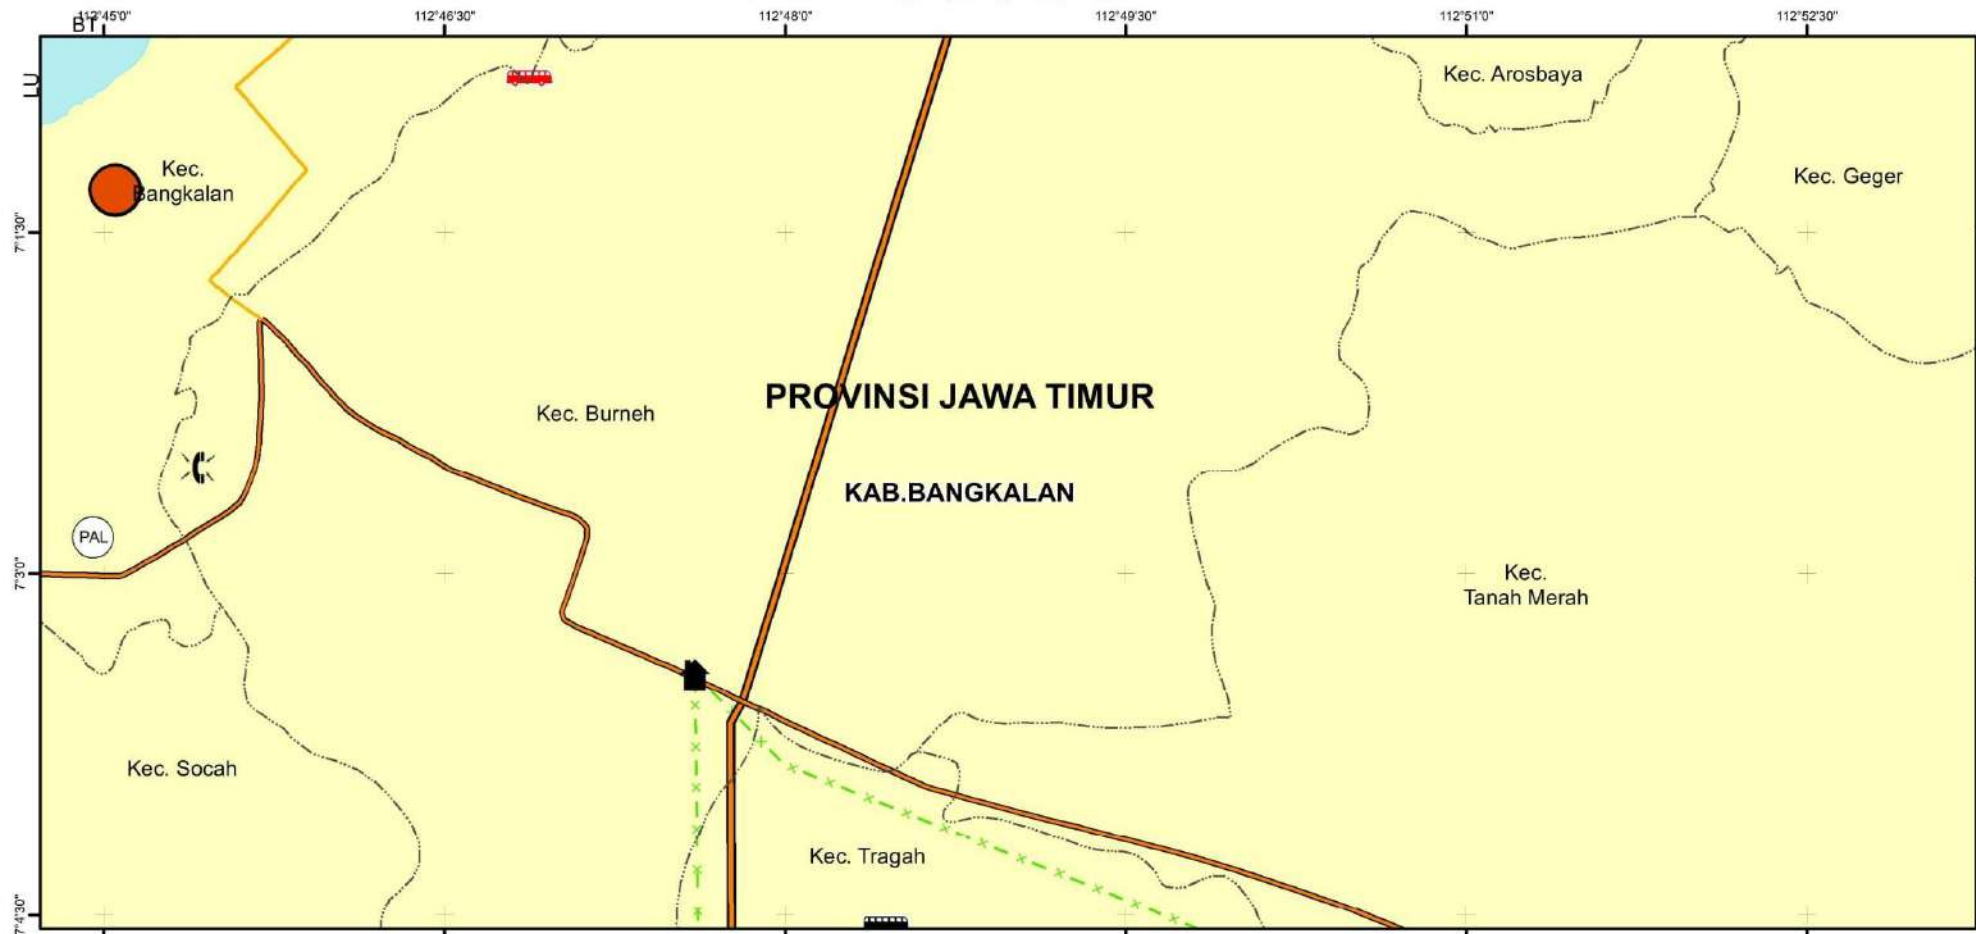 112°45'0"
112°46'30"
112°48'0"
112°49'30"
112°51'0"
112°52'30"
BT
LU
Kec. Arosbaya
Kec.
Bangkalan
Kec. Geger
7°1'30"
PROVINSI JAWA TIMUR
Kec. Burneh
KAB.BANGKALAN
PAL
7°3'0"
Kec.
Tanah Merah
Kec. Socah
Kec. Tragah
7°4'30"